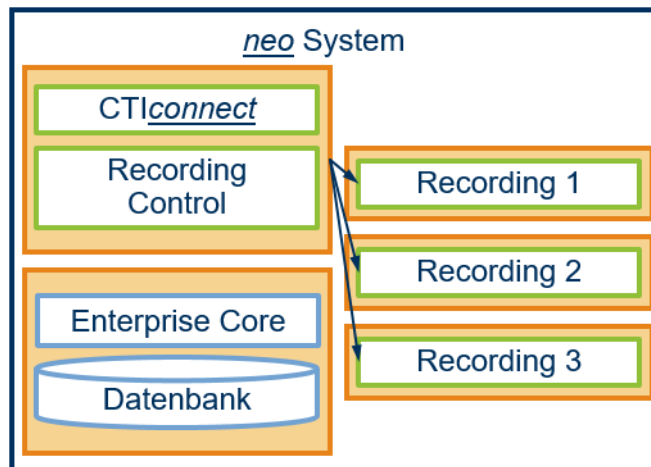 neo System
CTIconnect
Recording
Control
Recording 1
Recording 2
Recording 3
Enterprise Core
Datenbank